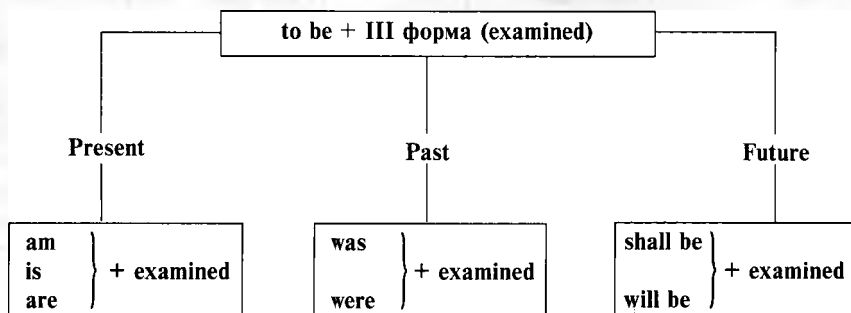 to be + III форма (examined)
Present Past Future
am
is } + examined
are
was
} + examined
were
shall be
} + examined
will be